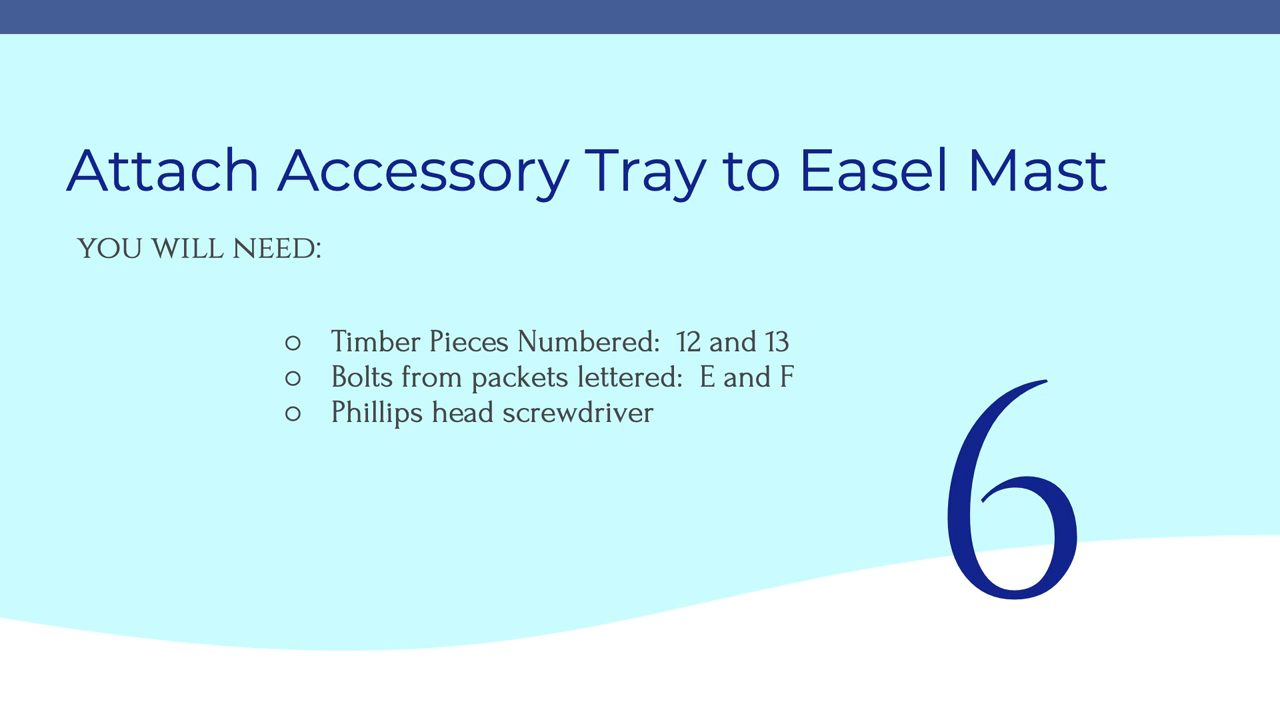 Attach Accessory Tray to Easel Mast
YOU WILL NEED:
○ Timber Pieces Numbered: 12 and 13
○ Bolts from packets lettered: E and F
○ Phillips head screwdriver
6